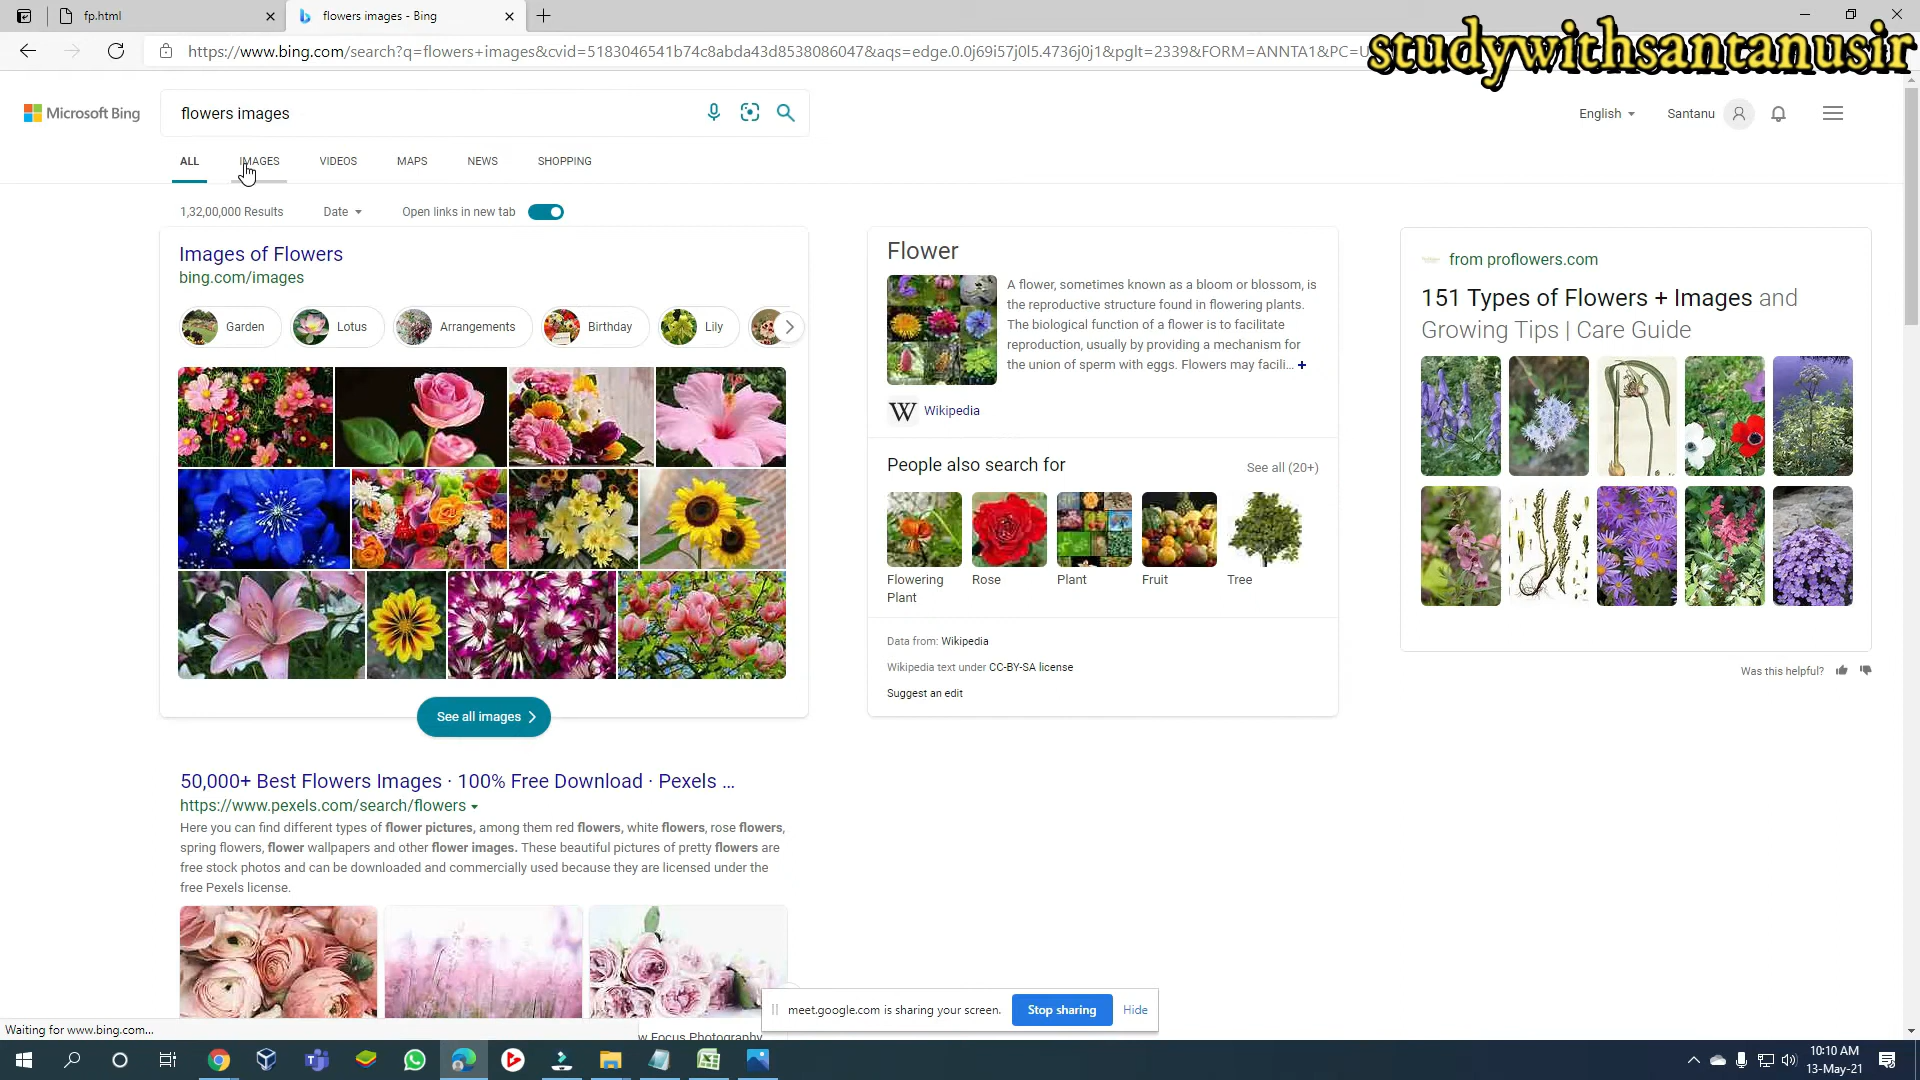 fp.html
flowers images - Bing
https://www.bing.com/search?q=flowers+images&cvid=5183046541b74c8abda43d8538086047&aqs=edge.0.0j69i57j0l5.4736j0j1&pglt=2339&FORM=ANNTA1&PC=U
studywithsantanusir
Microsoft Bing
flowers images
English
Santanu
ALL
IMAGES
VIDEOS
MAPS
NEWS
SHOPPING
1,32,00,000 Results
Date
Open links in new tab
Images of Flowers
bing.com/images
Garden
Lotus
Arrangements
Birthday
Lily
See all images
50,000+ Best Flowers Images · 100% Free Download · Pexels ...
https://www.pexels.com/search/flowers
Here you can find different types of flower pictures, among them red flowers, white flowers, rose flowers,
spring flowers, flower wallpapers and other flower images. These beautiful pictures of pretty flowers are
free stock photos and can be downloaded and commercially used because they are licensed under the
free Pexels license.
Flower
A flower, sometimes known as a bloom or blossom, is
the reproductive structure found in flowering plants.
The biological function of a flower is to facilitate
reproduction, usually by providing a mechanism for
the union of sperm with eggs. Flowers may facili... +
W Wikipedia
People also search for
See all (20+)
Flowering
Plant
Rose
Plant
Fruit
Tree
Data from: Wikipedia
Wikipedia text under CC-BY-SA license
Suggest an edit
from proflowers.com
151 Types of Flowers + Images and
Growing Tips | Care Guide
Was this helpful?
meet.google.com is sharing your screen.
Stop sharing
Hide
Waiting for www.bing.com...
w Focus Photography
10:10 AM
13-May-21